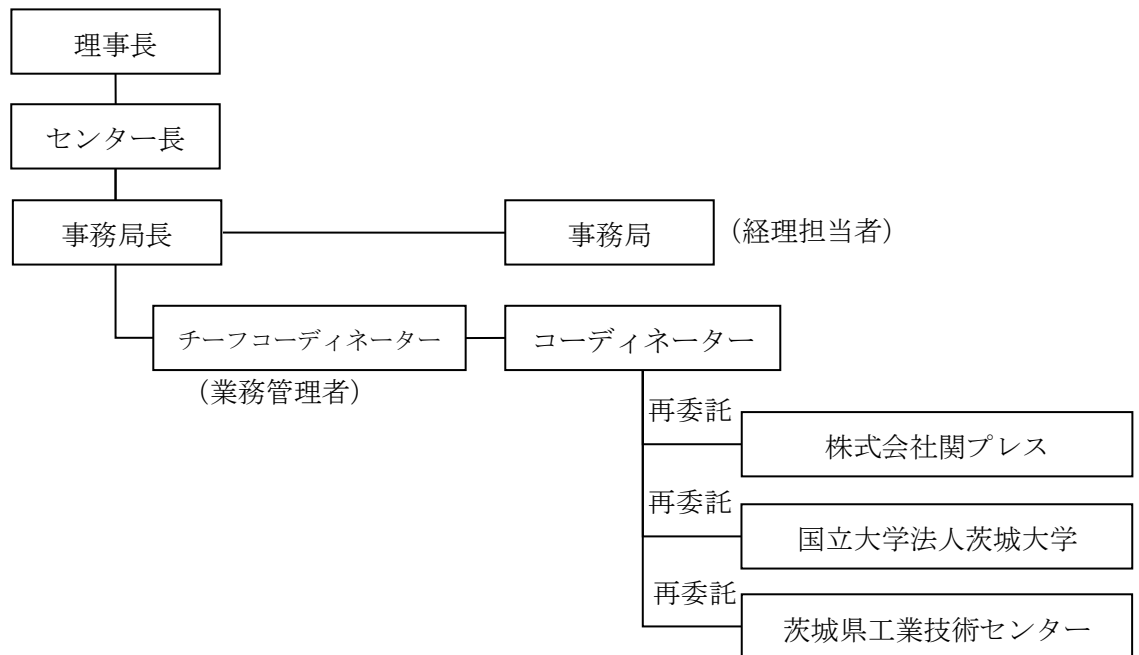 理事長
センター長
事務局長
事務局
（経理担当者）
チーフコーディネーター
コーディネーター
（業務管理者）
再委託
株式会社関プレス
再委託
国立大学法人茨城大学
再委託
茨城県工業技術センター